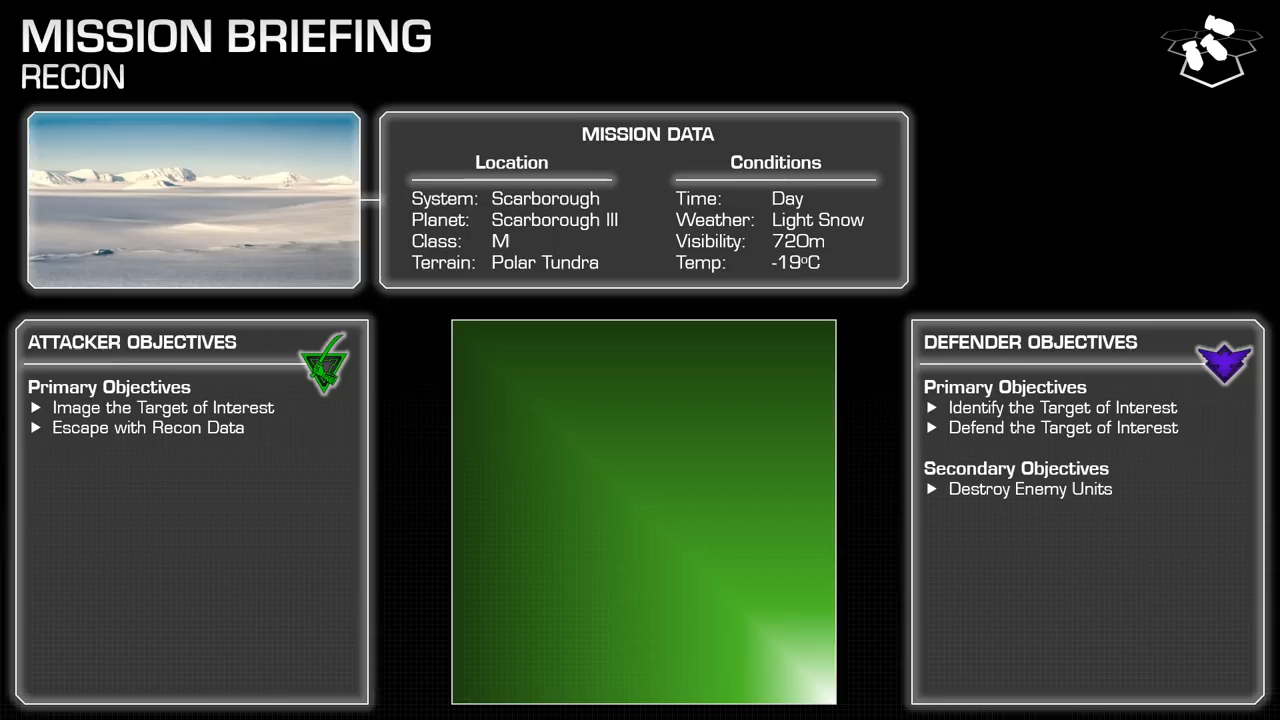 MISSION BRIEFING
RECON
MISSION DATA
Location
System: Scarborough
Planet: Scarborough III
Class: M
Terrain: Polar Tundra
Conditions
Time: Day
Weather: Light Snow
Visibility: 720m
Temp: -19ºC
ATTACKER OBJECTIVES
Primary Objectives
Image the Target of Interest
Escape with Recon Data
DEFENDER OBJECTIVES
Primary Objectives
Identify the Target of Interest
Defend the Target of Interest
Secondary Objectives
Destroy Enemy Units